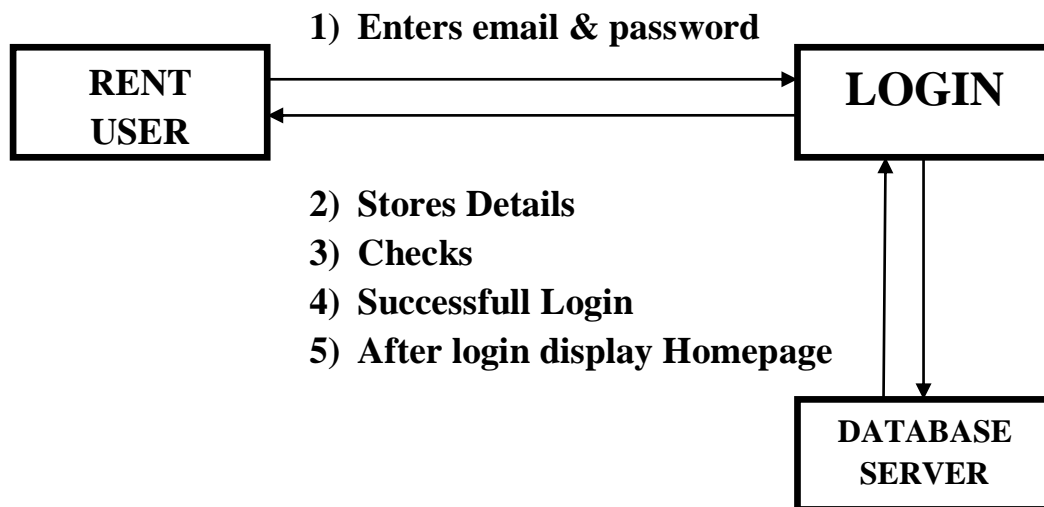 1) Enters email & password
RENT
USER
LOGIN
2) Stores Details
3) Checks
4) Successfull Login
5) After login display Homepage
DATABASE
SERVER